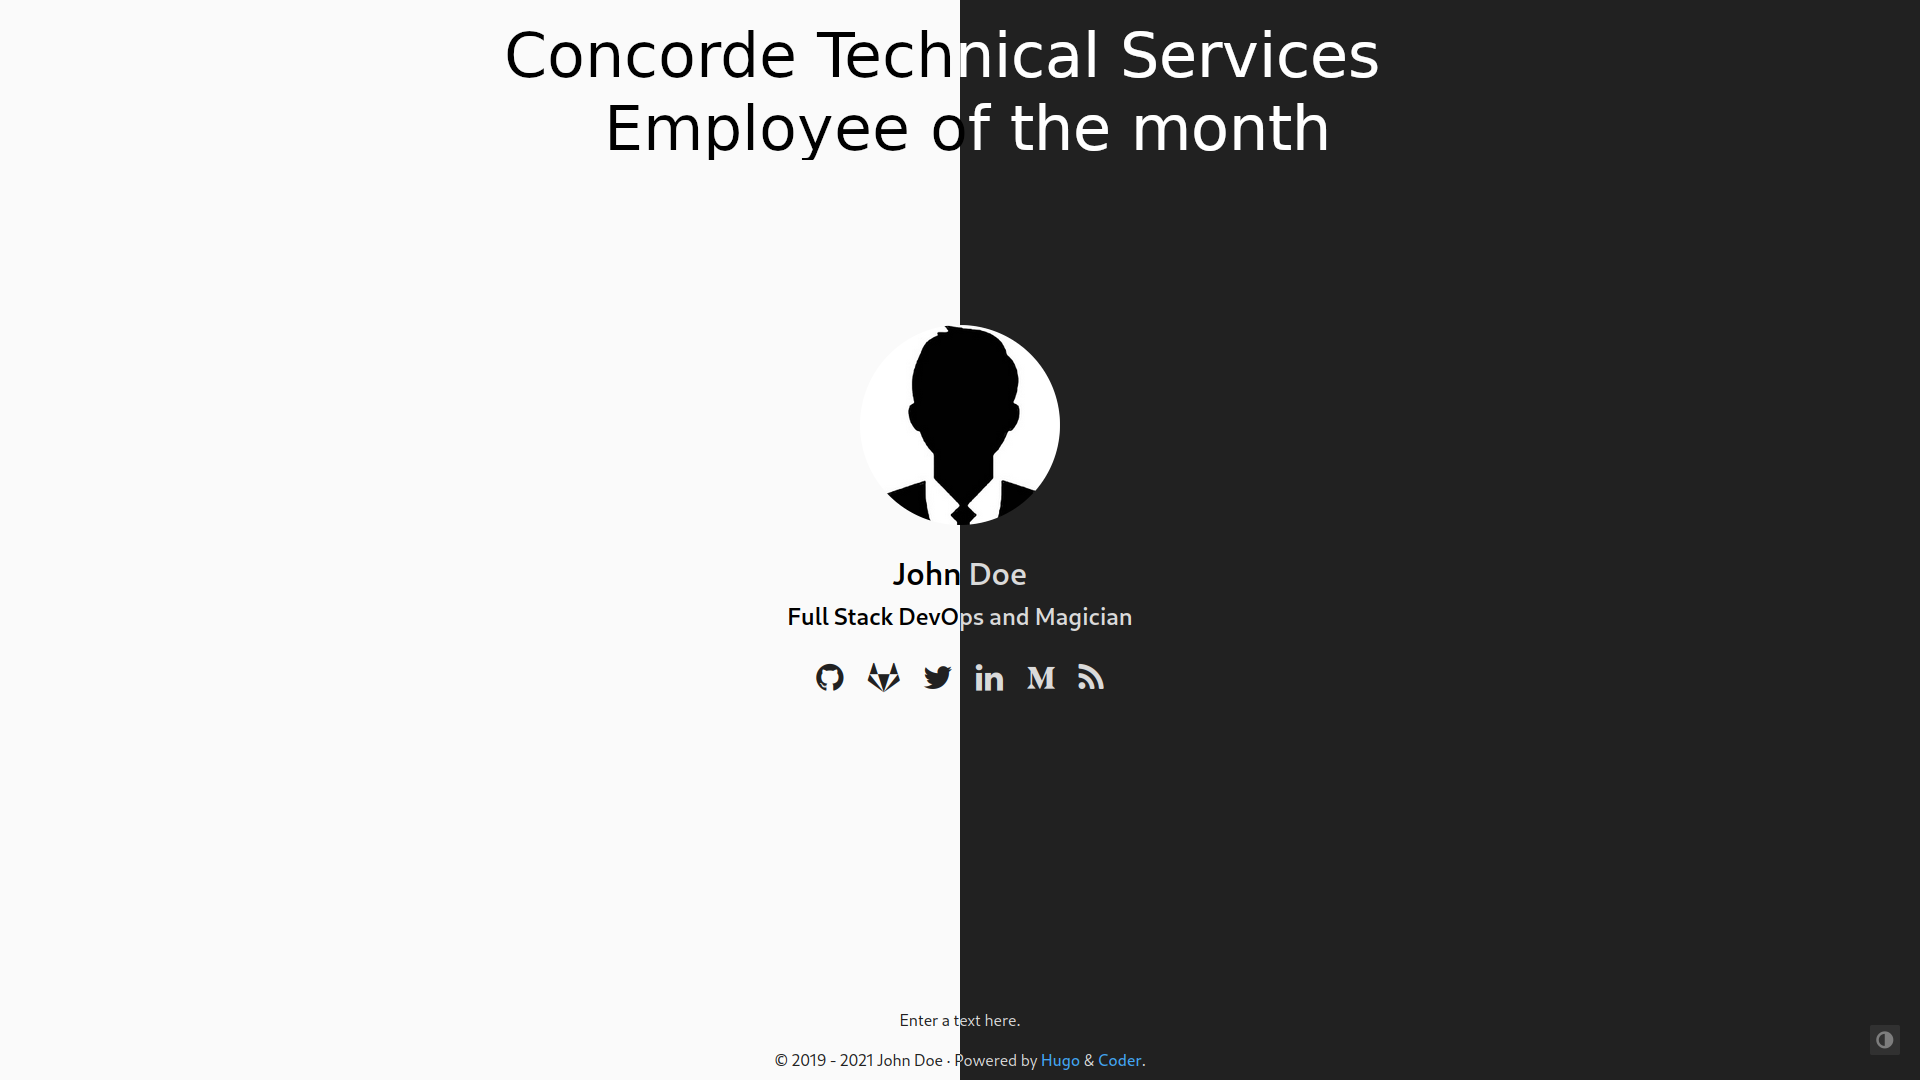 Concorde Technical Services
Employee of the month
John Doe
Full Stack DevOps and Magician
Enter a text here.
© 2019 - 2021 John Doe · Powered by Hugo & Coder.